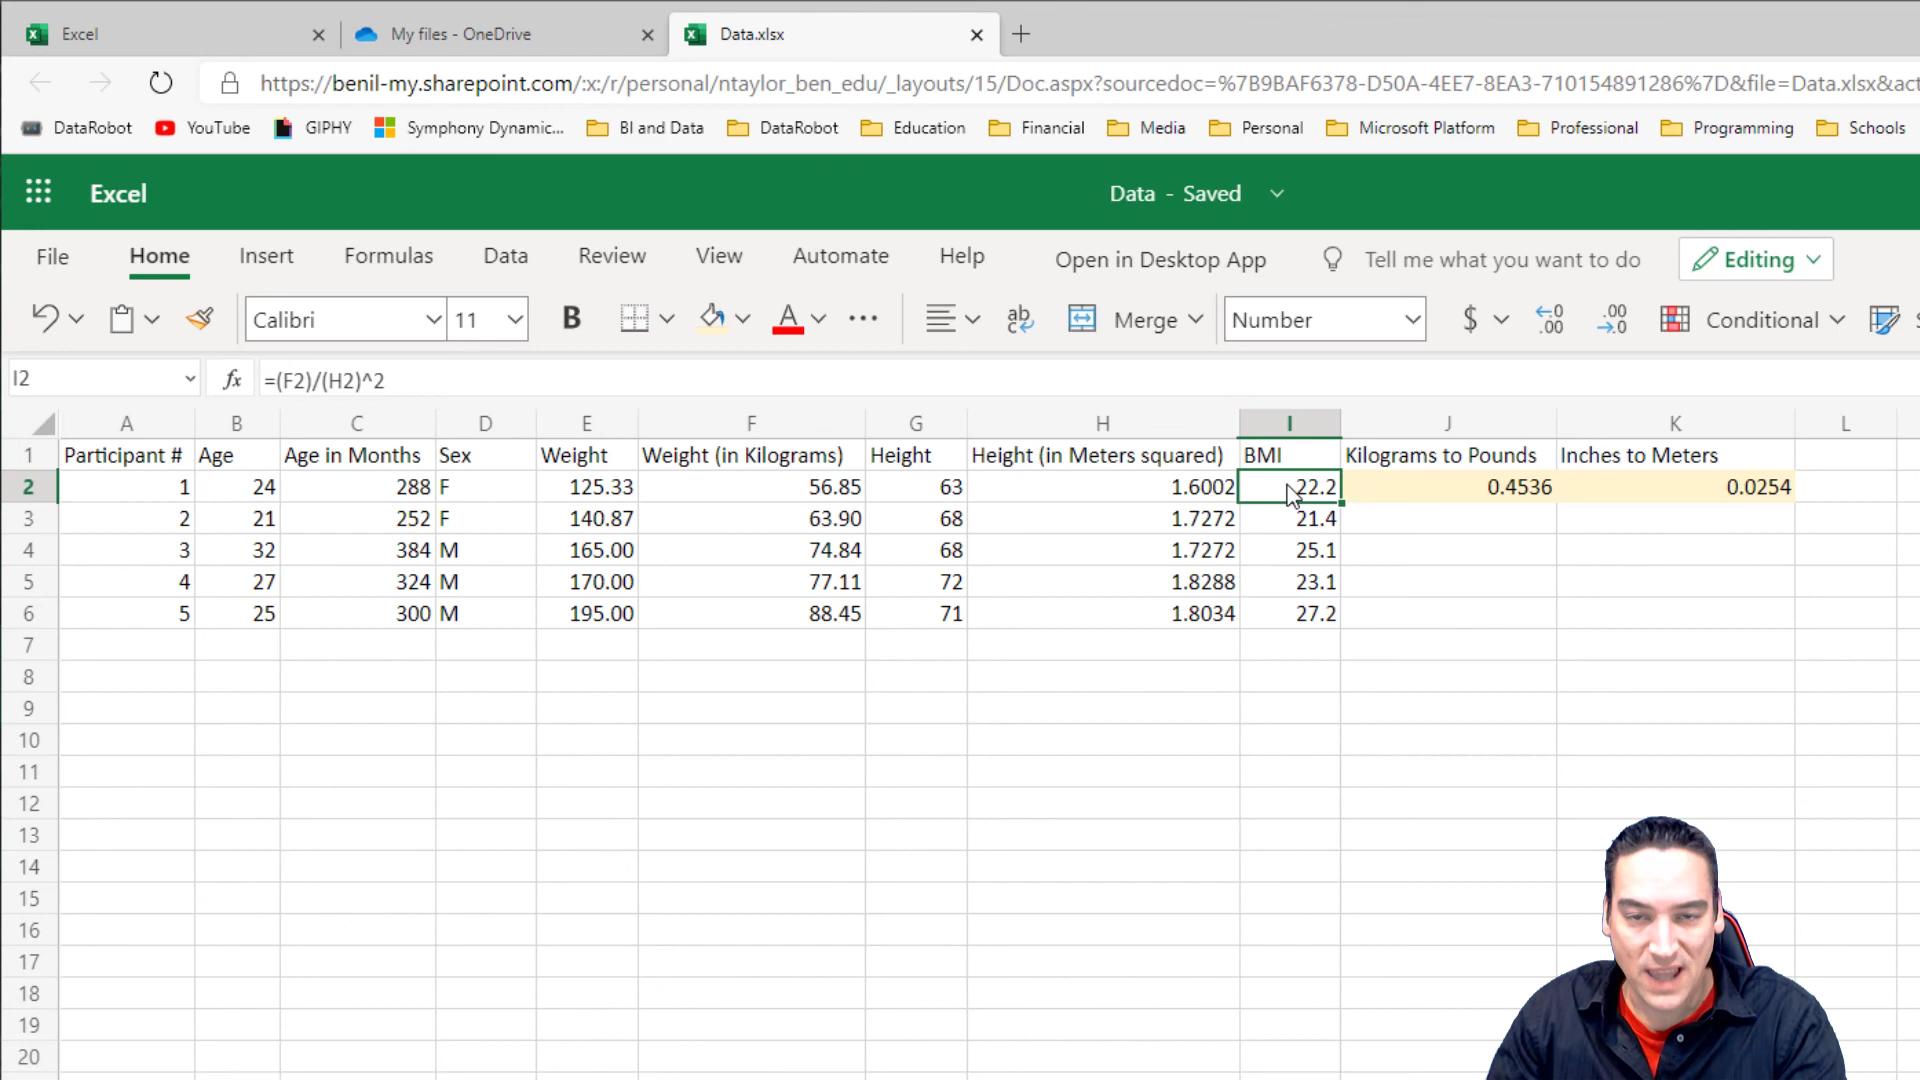 Excel
My files - OneDrive
Data.xlsx
https://benil-my.sharepoint.com/:x:/r/personal/ntaylor_ben_edu/_layouts/15/Doc.aspx?sourcedoc=%7B9BAF6378-D50A-4EE7-8EA3-710154891286%7D&file=Data.xlsx&act
DataRobot YouTube GIPHY Symphony Dynamic... BI and Data DataRobot Education Financial Media Personal Microsoft Platform Professional Programming Schools
Excel
Data - Saved
File Home Insert Formulas Data Review View Automate Help Open in Desktop App Tell me what you want to do Editing
Calibri 11 B A ... ab c Merge Number $ .00 .0 .00 .0 Conditional
I2 fx =(F2)/(H2)^2
A B C D E F G H I J K L
1 Participant # Age Age in Months Sex Weight Weight (in Kilograms) Height Height (in Meters squared) BMI Kilograms to Pounds Inches to Meters
2 1 24 288 F 125.33 56.85 63 1.6002 22.2 0.4536 0.0254
3 2 21 252 F 140.87 63.90 68 1.7272 21.4
4 3 32 384 M 165.00 74.84 68 1.7272 25.1
5 4 27 324 M 170.00 77.11 72 1.8288 23.1
6 5 25 300 M 195.00 88.45 71 1.8034 27.2
7
8
9
10
11
12
13
14
15
16
17
18
19
20